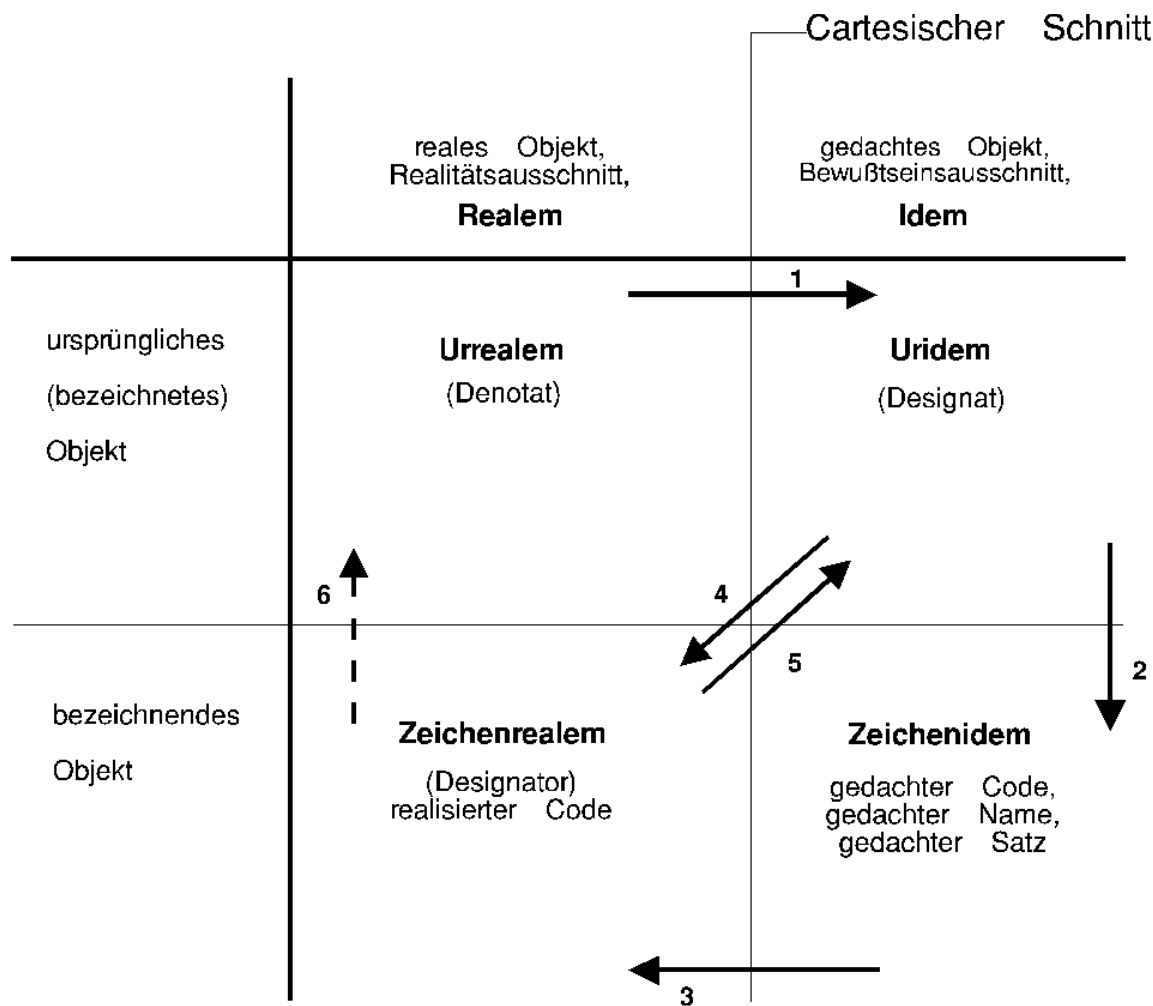 Cartesischer Schnitt
reales Objekt,
Realitätsausschnitt,
Realem
gedachtes Objekt,
Bewußtseinsausschnitt,
Idem
1
ursprüngliches
(bezeichnetes)
Objekt
Urrealem
(Denotat)
Uridem
(Designat)
6
4
5
2
bezeichnendes
Objekt
Zeichenrealem
(Designator)
realisierter Code
Zeichenidem
gedachter Code,
gedachter Name,
gedachter Satz
3